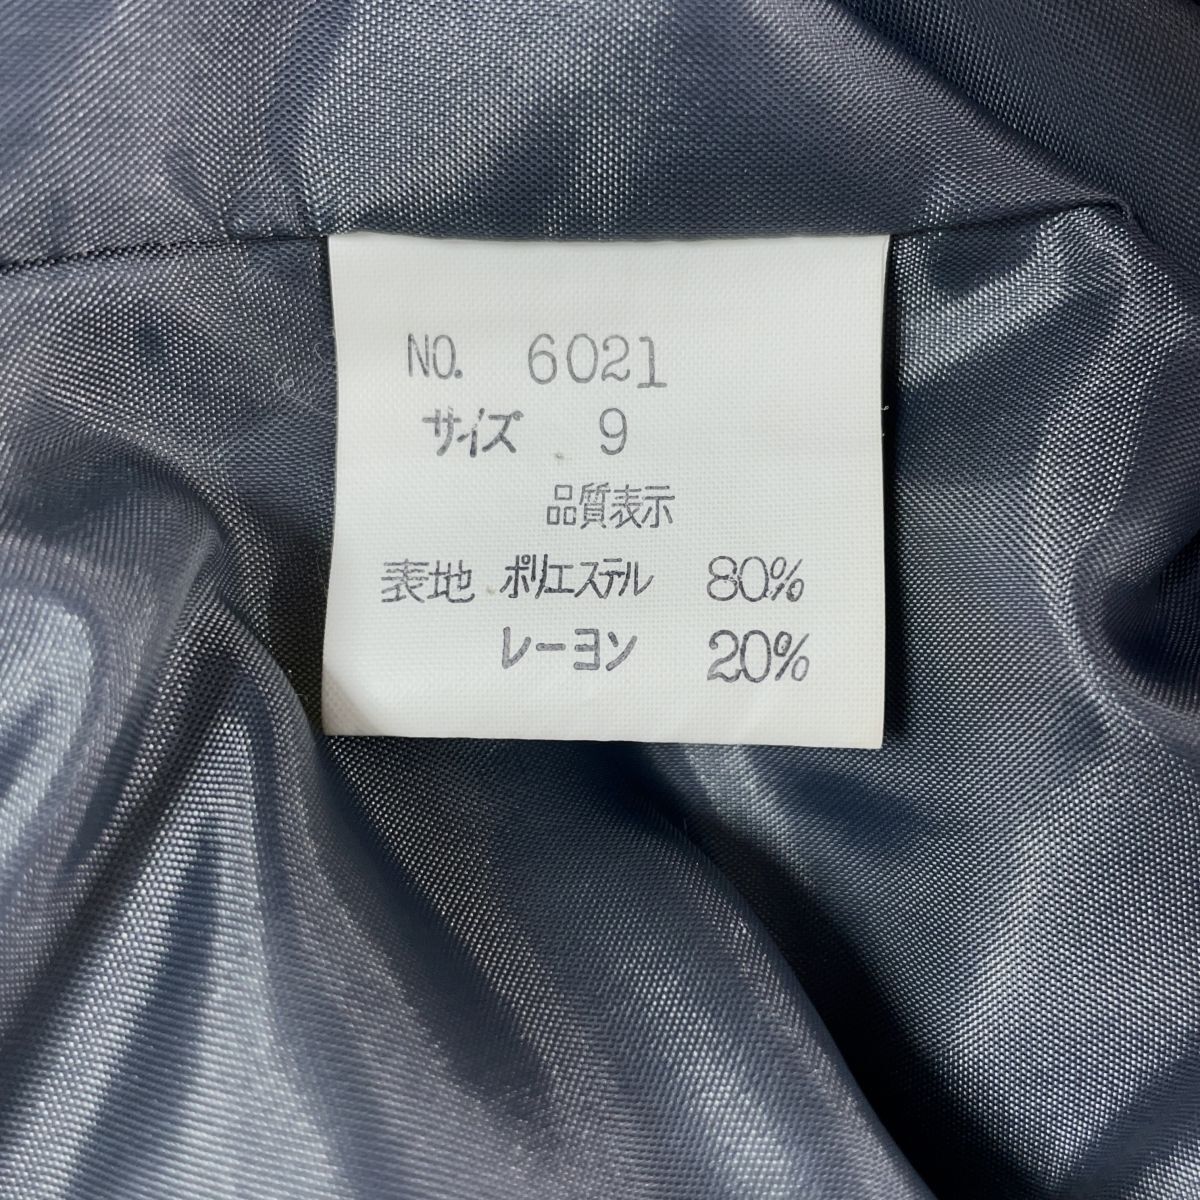 NO. 6021
サイズ 9
品質表示
表地 ポリエステル 80%
レーヨン 20%